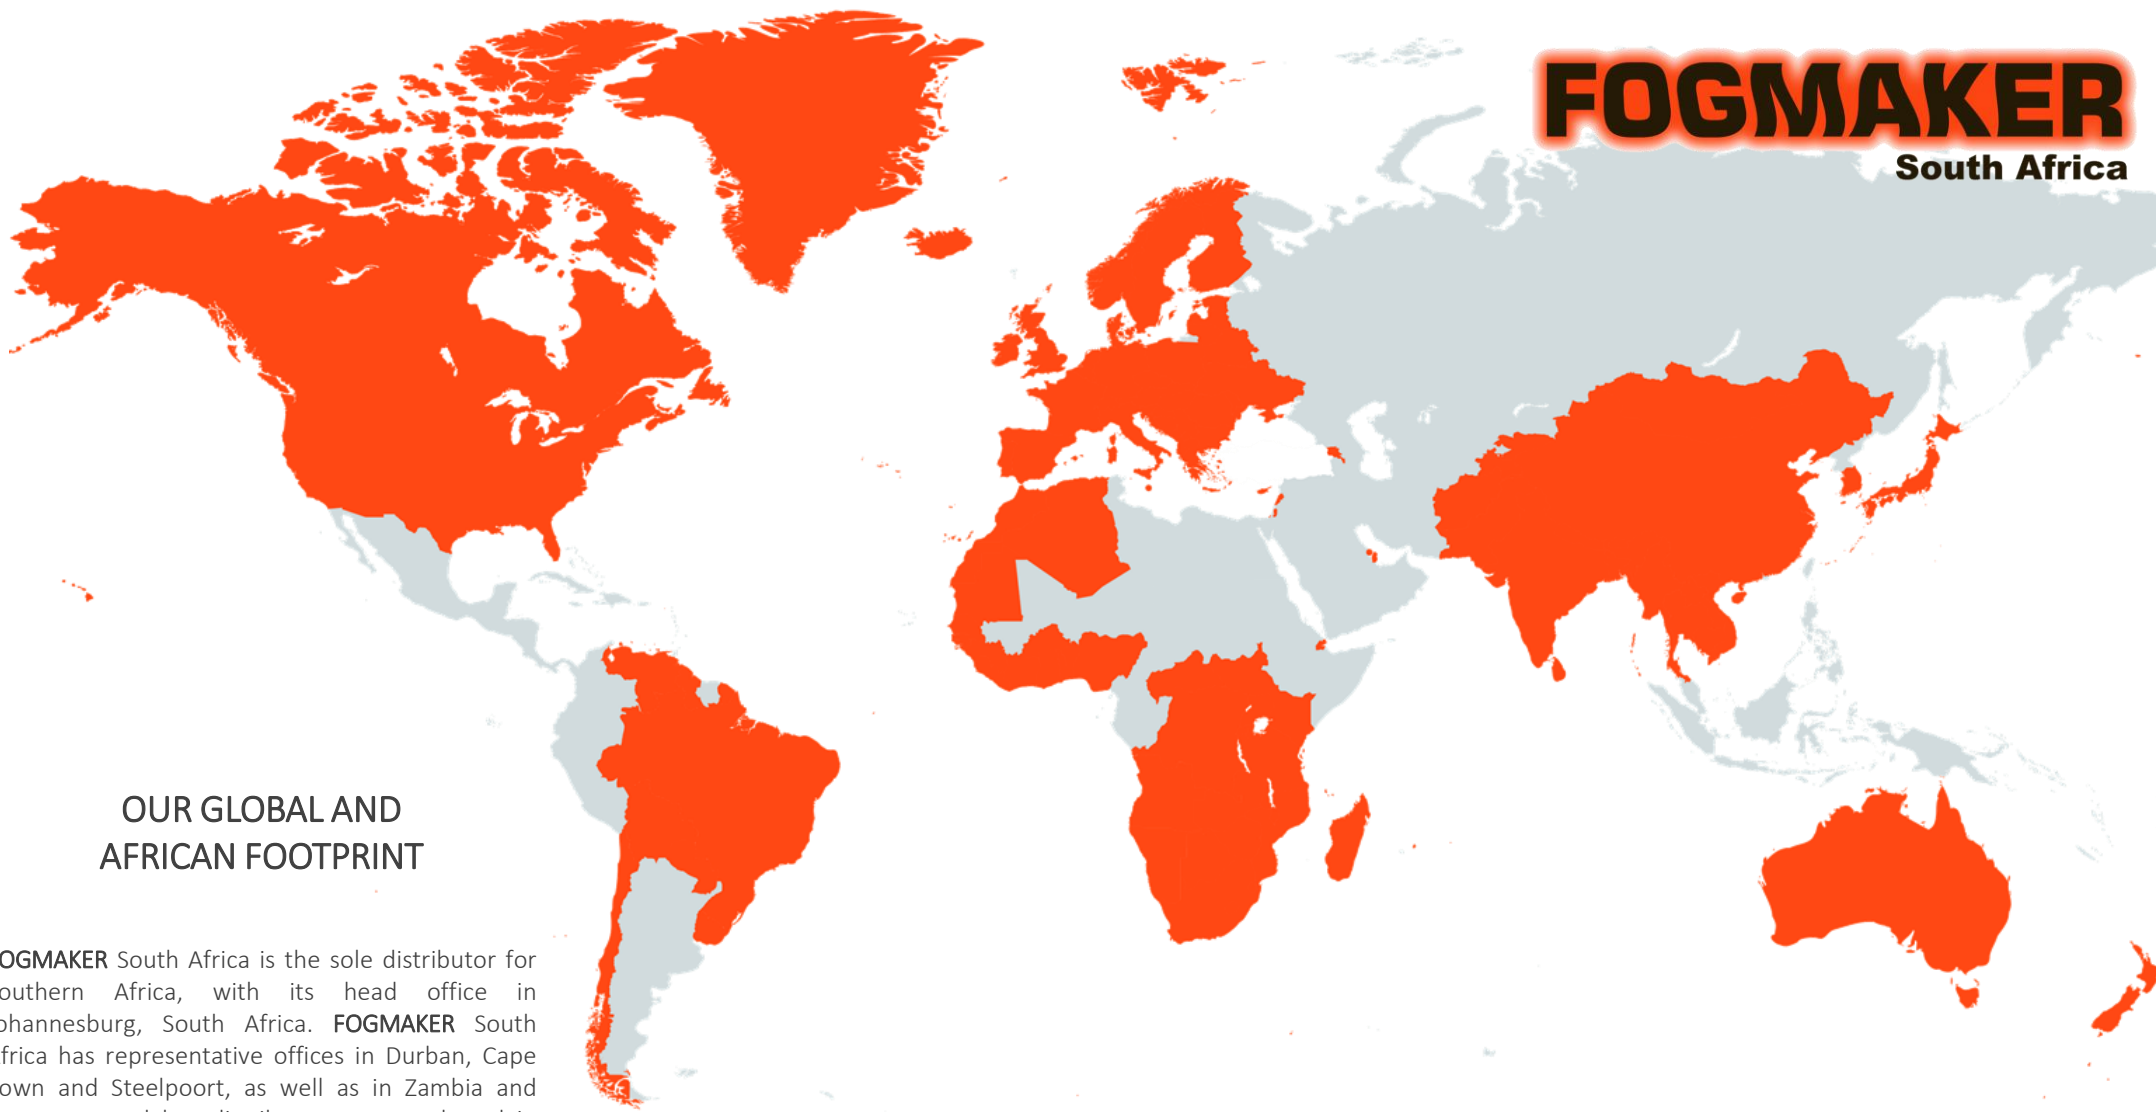 FOGMAKER
South Africa
OUR GLOBAL AND
AFRICAN FOOTPRINT
OGMAKER South Africa is the sole distributor for
outhern Africa, with its head office in
ohannesburg, South Africa. FOGMAKER South
frica has representative offices in Durban, Cape
own and Steelpoort, as well as in Zambia and